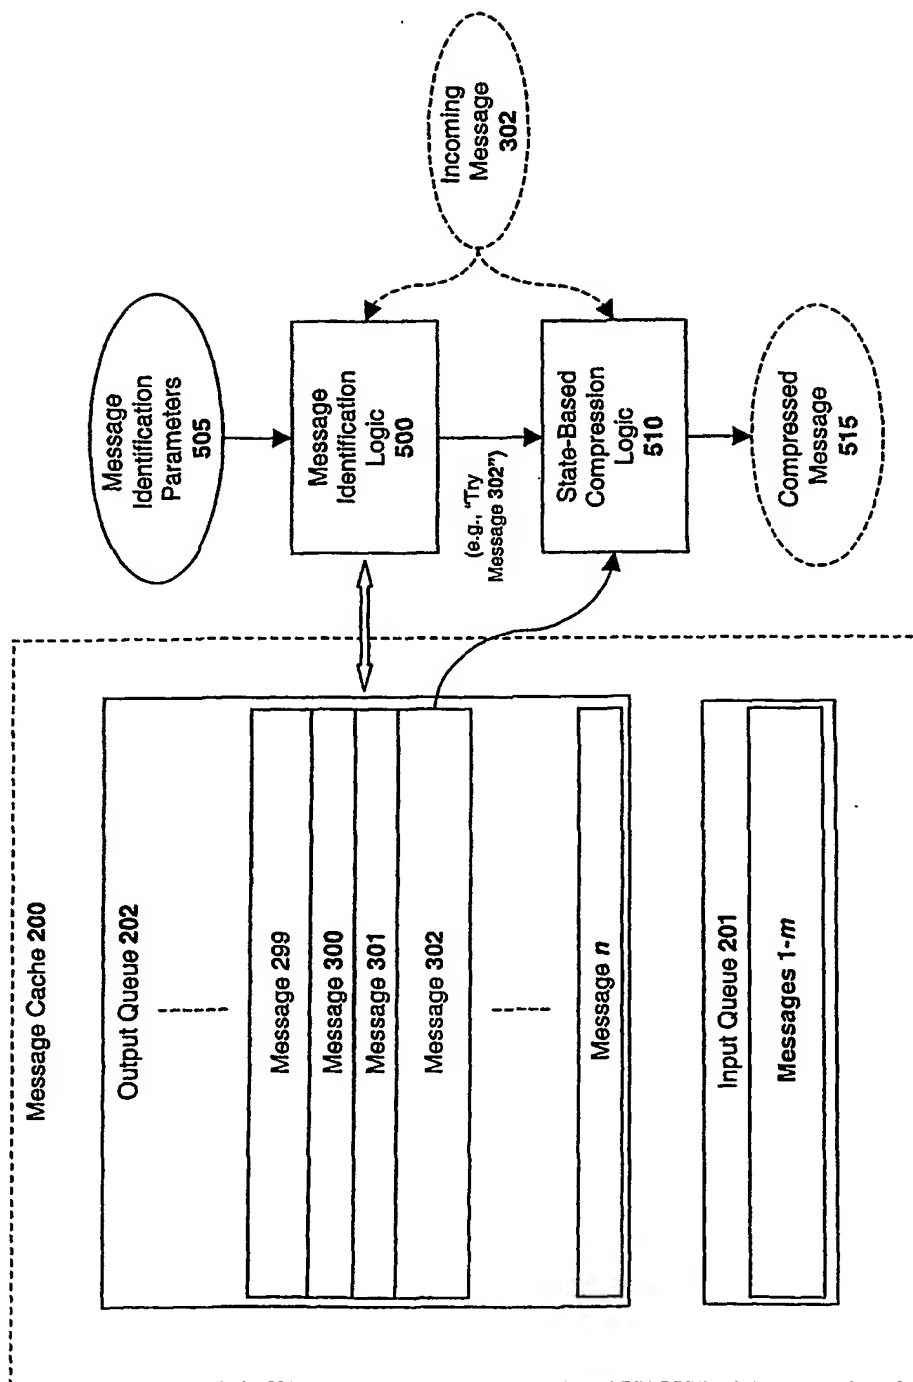 Message Cache 200
Output Queue 202
Message 299
Message 300
Message 301
Message 302
Message n
Input Queue 201
Messages 1-m
Message
Identification
Parameters
505
Message
Identification
Logic
500
(e.g., "Try
Message 302")
State-Based
Compression
Logic
510
Compressed
Message
515
Incoming
Message
302